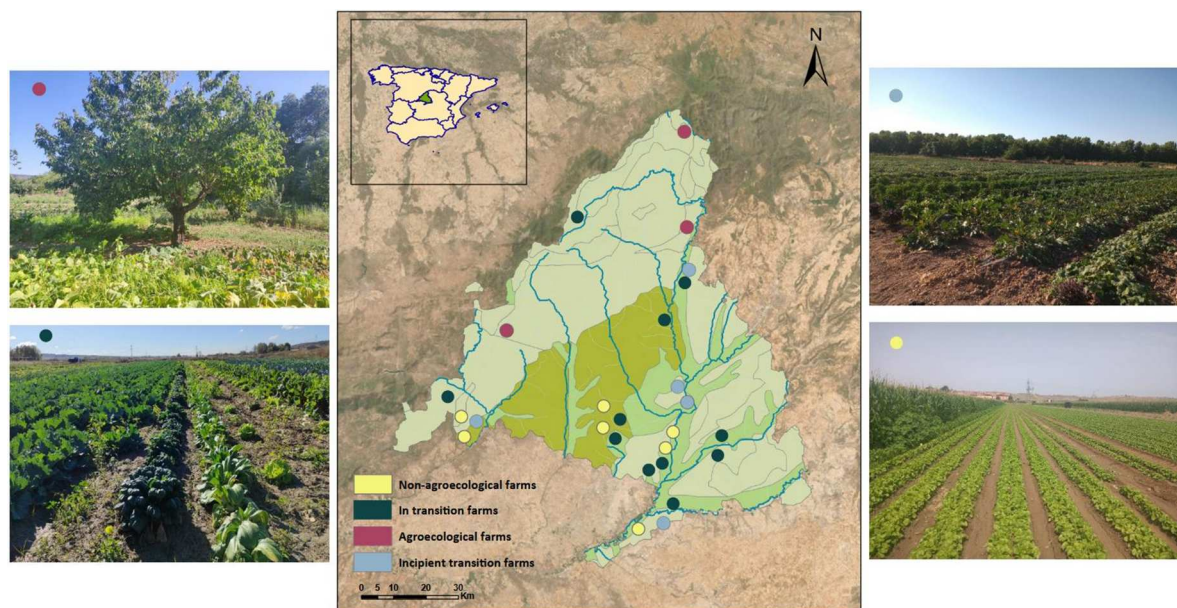 N
Non-agroecological farms
In transition farms
Agroecological farms
Incipient transition farms
0 5 10 20 30
Km